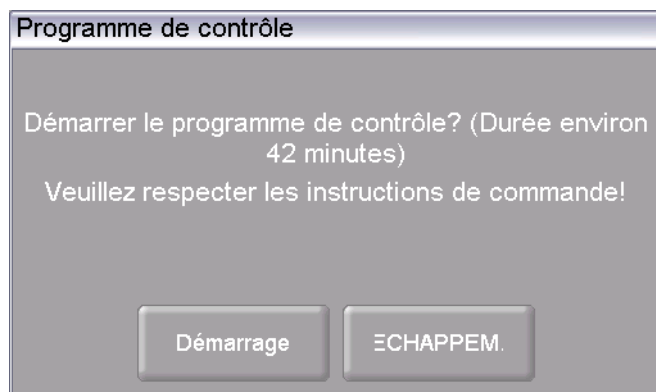 Programme de contrôle
Démarrer le programme de contrôle? (Durée environ
42 minutes)
Veuillez respecter les instructions de commande!
Démarrage
ECHAPPEM.